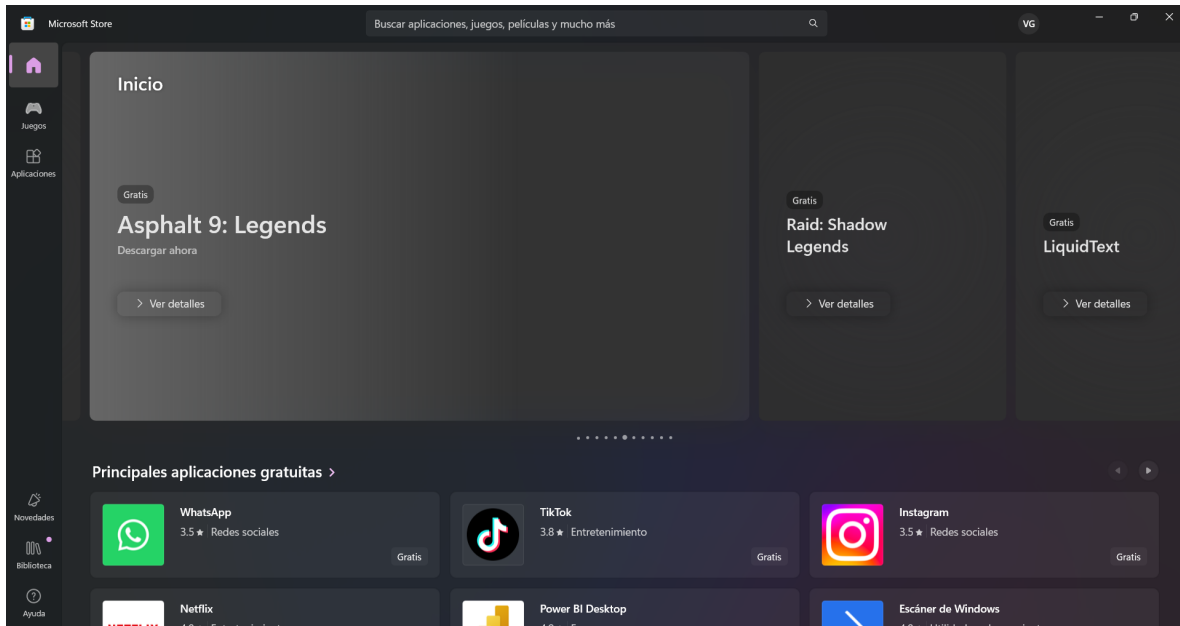 Microsoft Store
Buscar aplicaciones, juegos, películas y mucho más
VG
Juegos
Aplicaciones
Inicio
Gratis
Asphalt 9: Legends
Descargar ahora
Ver detalles
Gratis
Raid: Shadow
Legends
Ver detalles
Gratis
LiquidText
Ver detalles
Principales aplicaciones gratuitas
WhatsApp
3.5 ★ Redes sociales
Gratis
TikTok
3.8 ★ Entretenimiento
Gratis
Instagram
3.5 ★ Redes sociales
Gratis
Netflix
NETFLIX
Power BI Desktop
Escáner de Windows
Novedades
Biblioteca
Ayuda